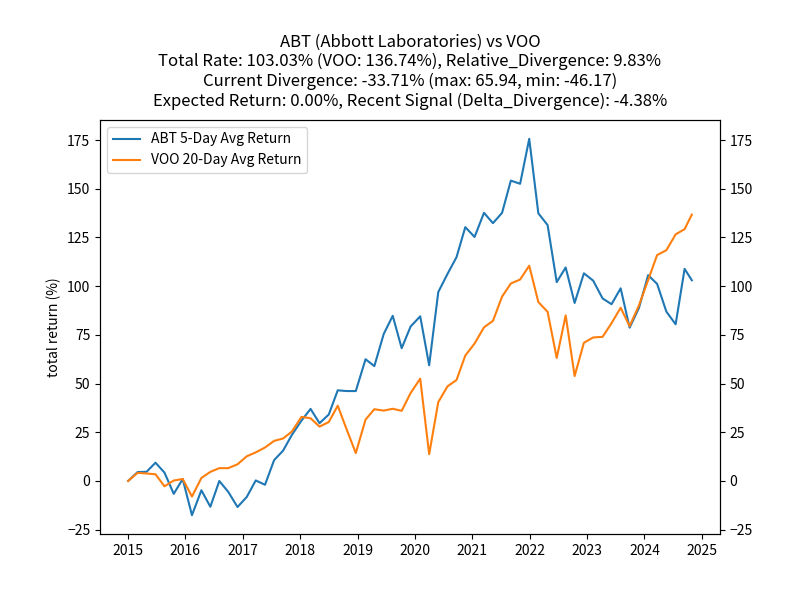 ABT (Abbott Laboratories) vs VOO
Total Rate: 103.03% (VOO: 136.74%), Relative_Divergence: 9.83%
Current Divergence: -33.71% (max: 65.94, min: -46.17)
Expected Return: 0.00%, Recent Signal (Delta_Divergence): -4.38%
ABT 5-Day Avg Return
VOO 20-Day Avg Return
total return (%)
175
150
125
100
75
50
25
0
−25
175
150
125
100
75
50
25
0
−25
2015 2016 2017 2018 2019 2020 2021 2022 2023 2024 2025